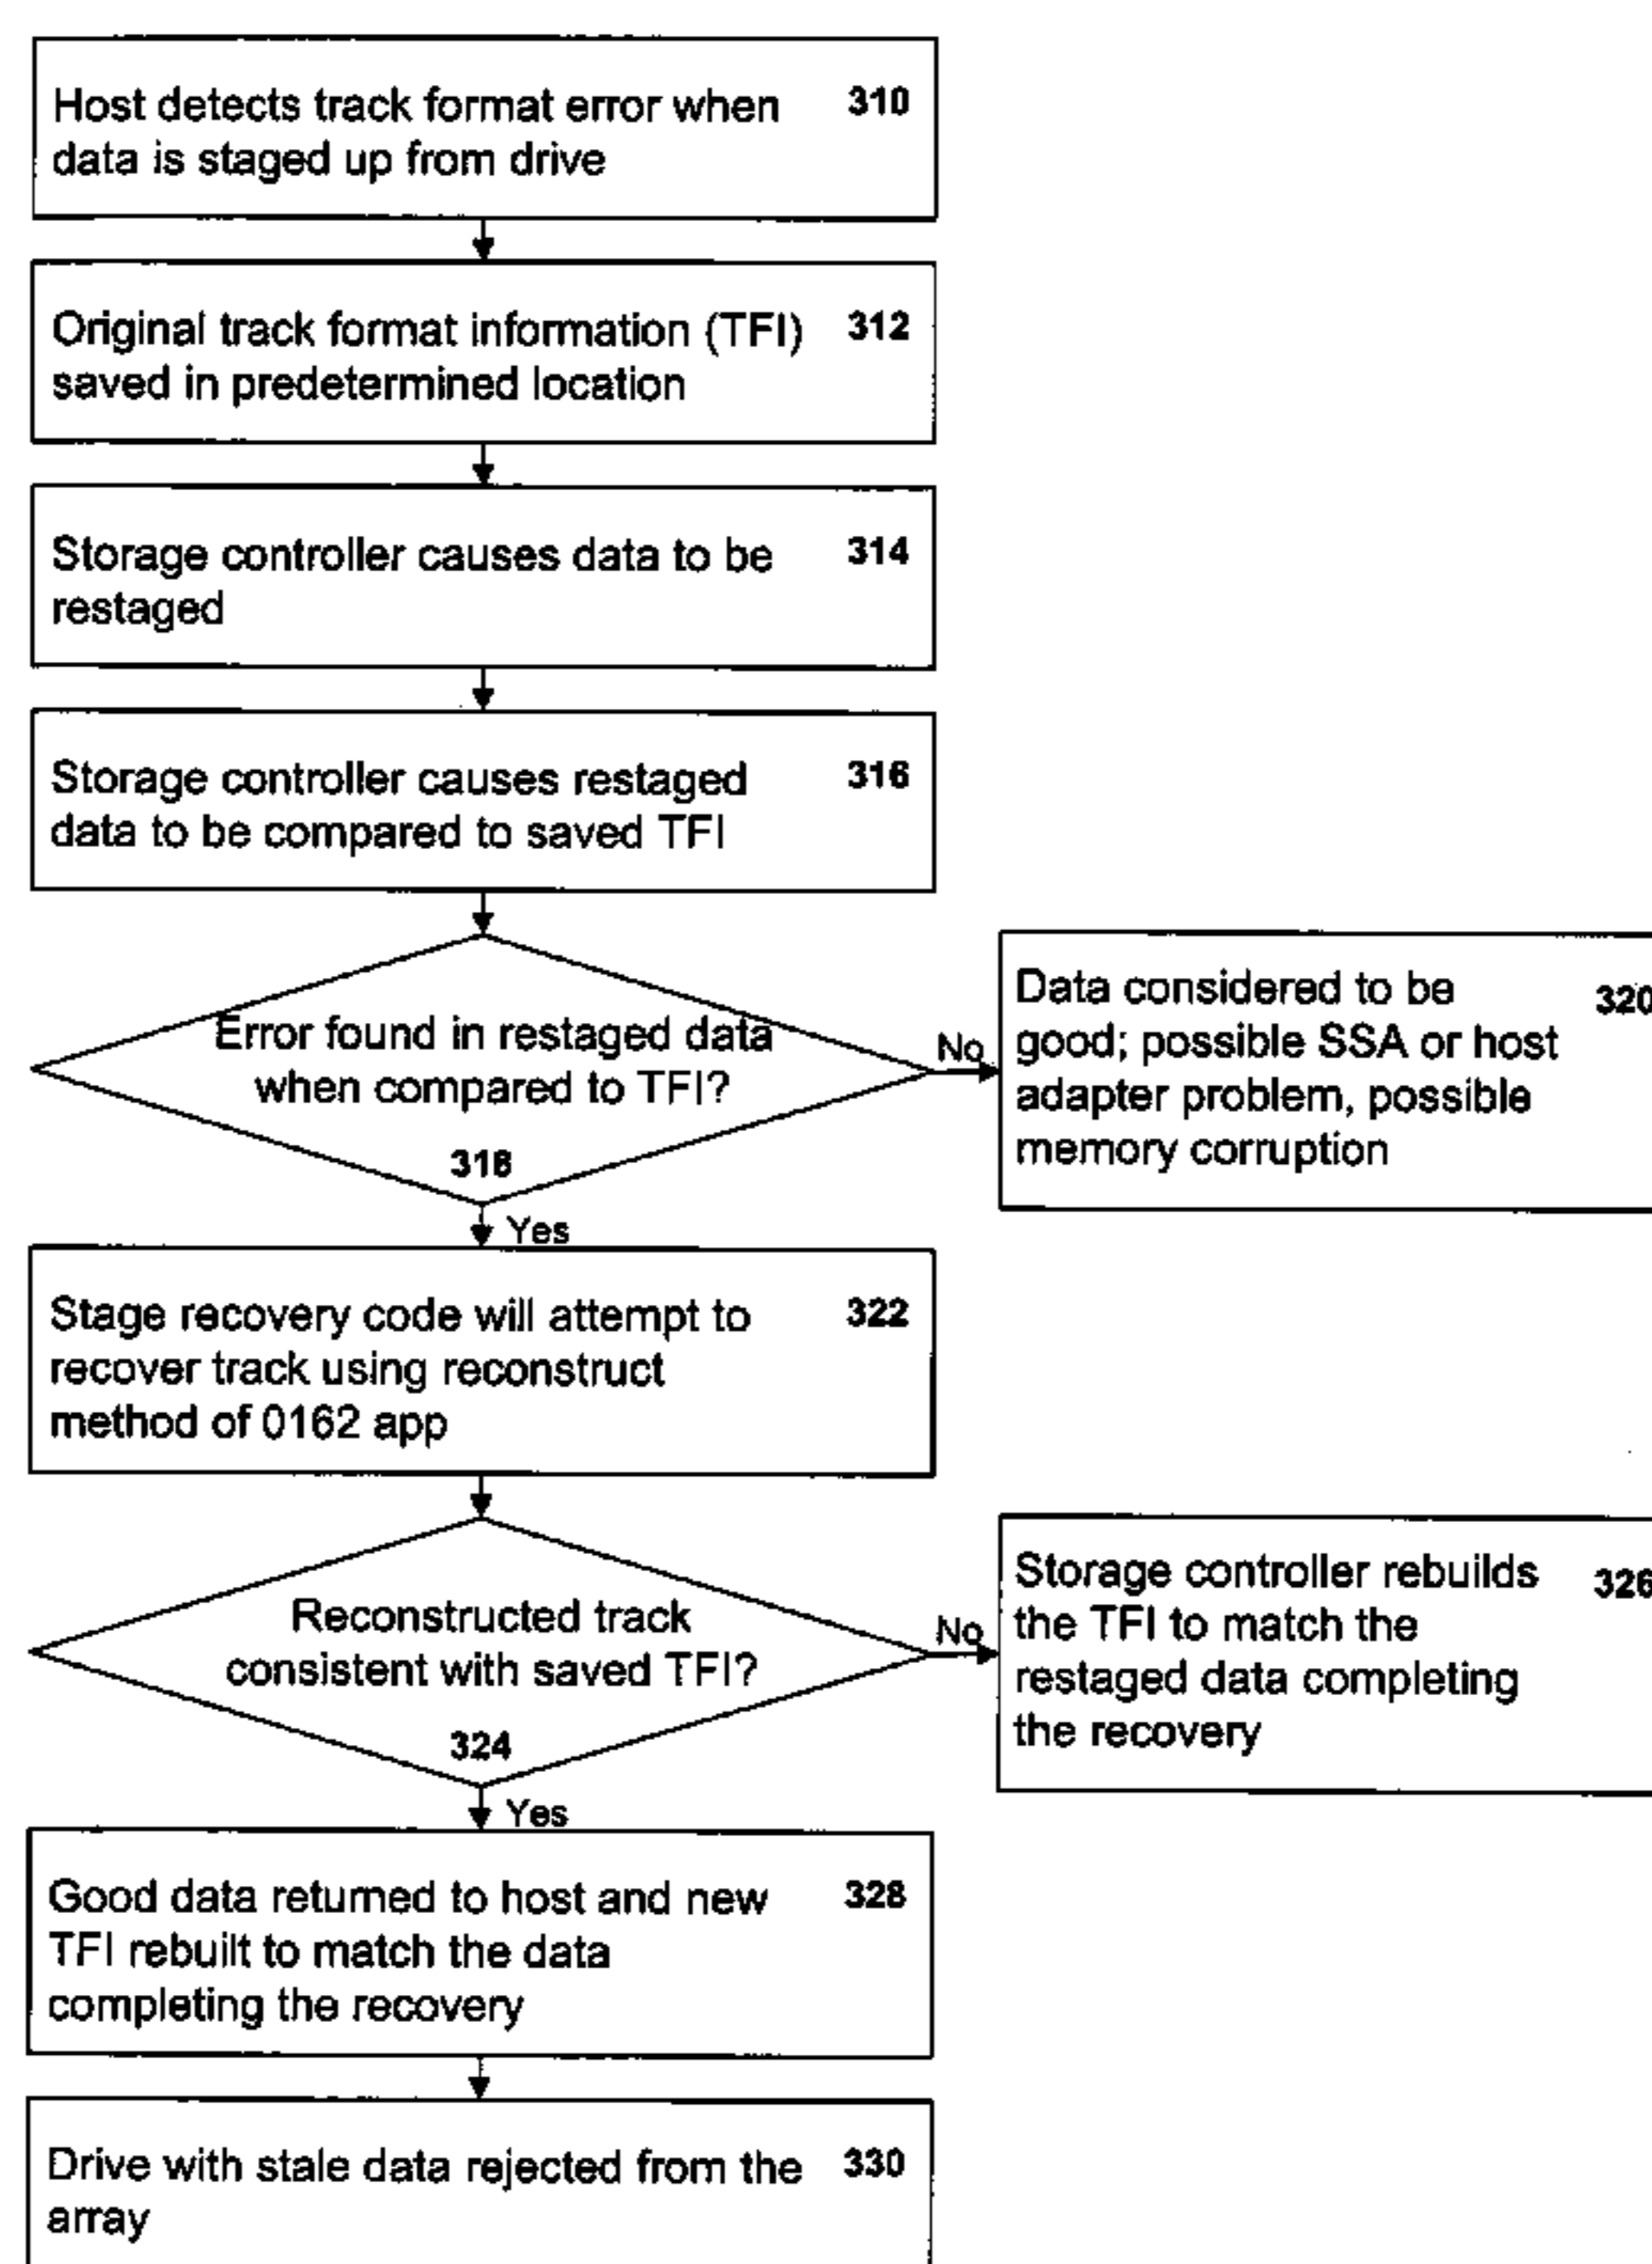 Host detects track format error when 310
data is staged up from drive
Original track format information (TFI) 312
saved in predetermined location
Storage controller causes data to be 314
restaged
Storage controller causes restaged 316
data to be compared to saved TFI
Error found in restaged data
when compared to TFI?
318
No
Data considered to be 320
good; possible SSA or host
adapter problem, possible
memory corruption
Yes
Stage recovery code will attempt to 322
recover track using reconstruct
method of 0162 app
Reconstructed track
consistent with saved TFI?
324
No
Storage controller rebuilds 326
the TFI to match the
restaged data completing
the recovery
Yes
Good data returned to host and new 328
TFI rebuilt to match the data
completing the recovery
Drive with stale data rejected from the 330
array